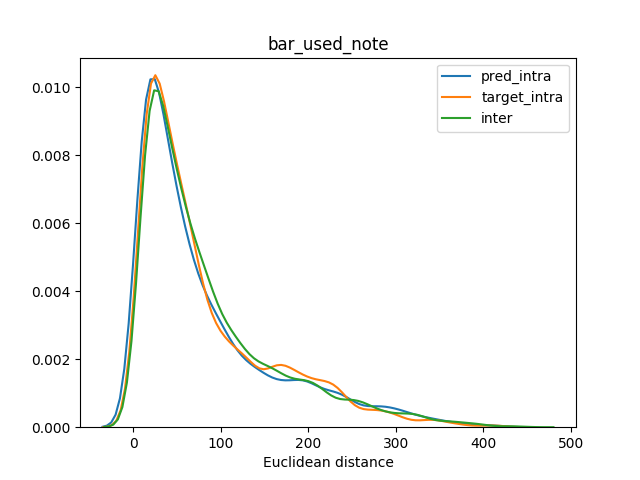 bar_used_note
pred_intra
target_intra
inter
0.010
0.008
0.006
0.004
0.002
0.000
0 100 200 300 400 500
Euclidean distance